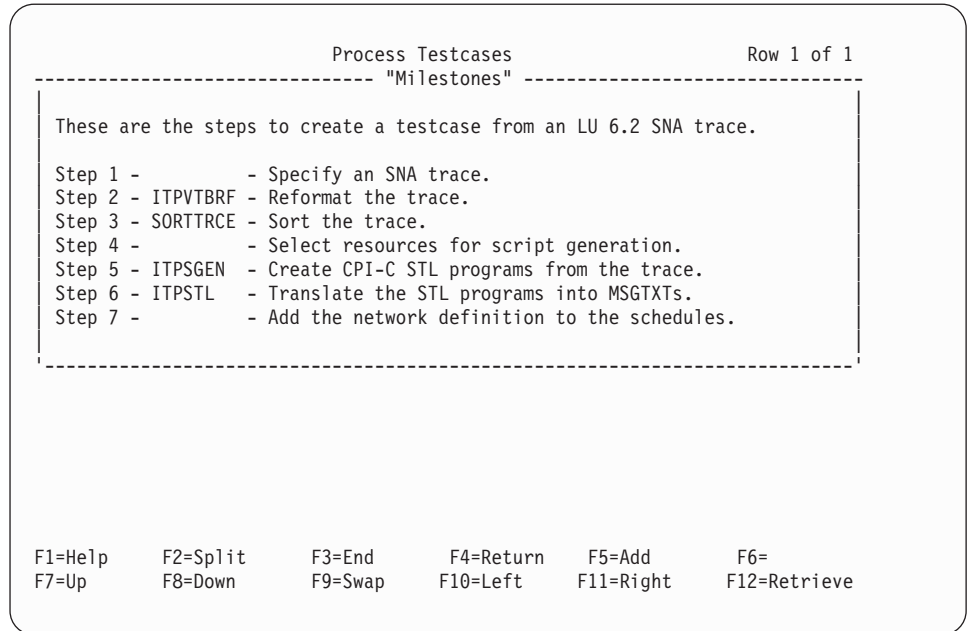 Process Testcases Row 1 of 1
-------------------------------- "Milestones" --------------------------------
These are the steps to create a testcase from an LU 6.2 SNA trace.
Step 1 -          - Specify an SNA trace.
Step 2 - ITPVTBRF - Reformat the trace.
Step 3 - SORTTRCE - Sort the trace.
Step 4 -          - Select resources for script generation.
Step 5 - ITPSGEN  - Create CPI-C STL programs from the trace.
Step 6 - ITPSTL   - Translate the STL programs into MSGTXTs.
Step 7 -          - Add the network definition to the schedules.
F1=Help F2=Split F3=End F4=Return F5=Add F6=
F7=Up F8=Down F9=Swap F10=Left F11=Right F12=Retrieve